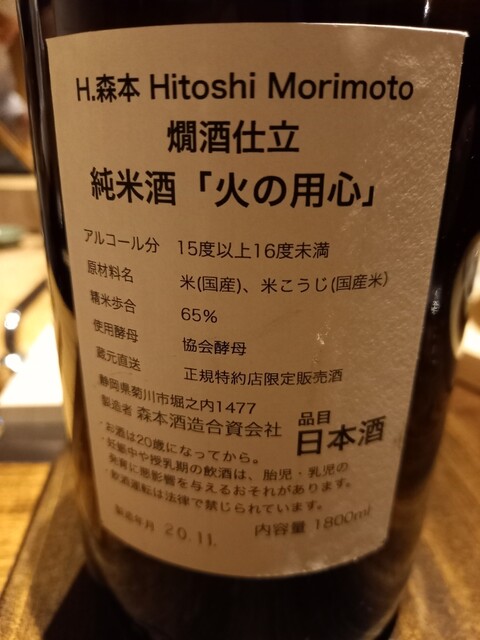 H.森本 Hitoshi Morimoto
燗酒仕立
純米酒「火の用心」
アルコール分 15度以上16度未満
原材料名 米(国産)、米こうじ(国産米)
精米歩合 65%
使用酵母 協会酵母
蔵元直送 正規特約店限定販売酒
静岡県菊川市堀之内1477
製造者 森本酒造合資会社
品目
日本酒
・お酒は20歳になってから。
・妊娠中や授乳期の飲酒は、胎児・乳児の
発育に悪影響を与えるおそれがあります。
・飲酒運転は法律で禁じられています。
製造年月 20.11.
内容量 1800ml